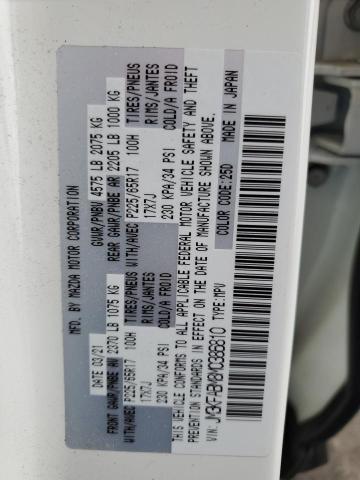 MFD. BY MAZDA MOTOR CORPORATION
DATE 03/21 GVWR/PNBV 4575 LB 2075 KG
FRONT GAWR/PNBE AV 2370 LB 1075 KG REAR GAWR/PNBE AR 2205 LB 1000 KG
WITH/AVEC P225/65R17 100H TIRES/PNEUS WITH/AVEC P225/65R17 100H TIRES/PNEUS
17X7J RIMS/JANTES 17X7J RIMS/JANTES
230 KPA/34 PSI COLD/A FROID 230 KPA/34 PSI COLD/A FROID
THIS VEHICLE CONFORMS TO ALL APPLICABLE FEDERAL MOTOR VEHICLE SAFETY AND THEFT
PREVENTION STANDARDS IN EFFECT ON THE DATE OF MANUFACTURE SHOWN ABOVE.
VIN: TYPE:MPV COLOR CODE:25D MADE IN JAPAN